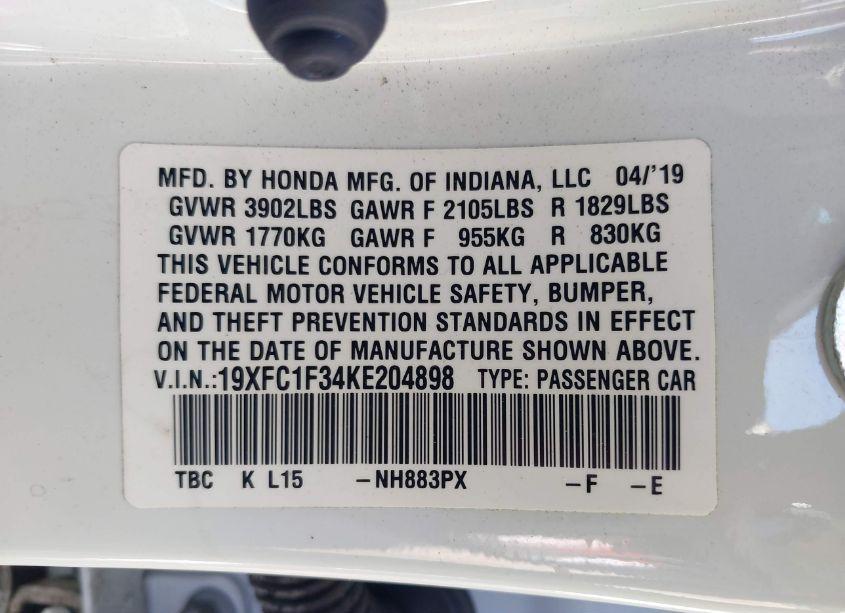 MFD. BY HONDA MFG. OF INDIANA, LLC 04/'19
GVWR 3902LBS GAWR F 2105LBS R 1829LBS
GVWR 1770KG GAWR F 955KG R 830KG
THIS VEHICLE CONFORMS TO ALL APPLICABLE
FEDERAL MOTOR VEHICLE SAFETY, BUMPER,
AND THEFT PREVENTION STANDARDS IN EFFECT
ON THE DATE OF MANUFACTURE SHOWN ABOVE.
V.I.N.:19XFC1F34KE204898 TYPE: PASSENGER CAR
TBC K L15 -NH883PX -F -E